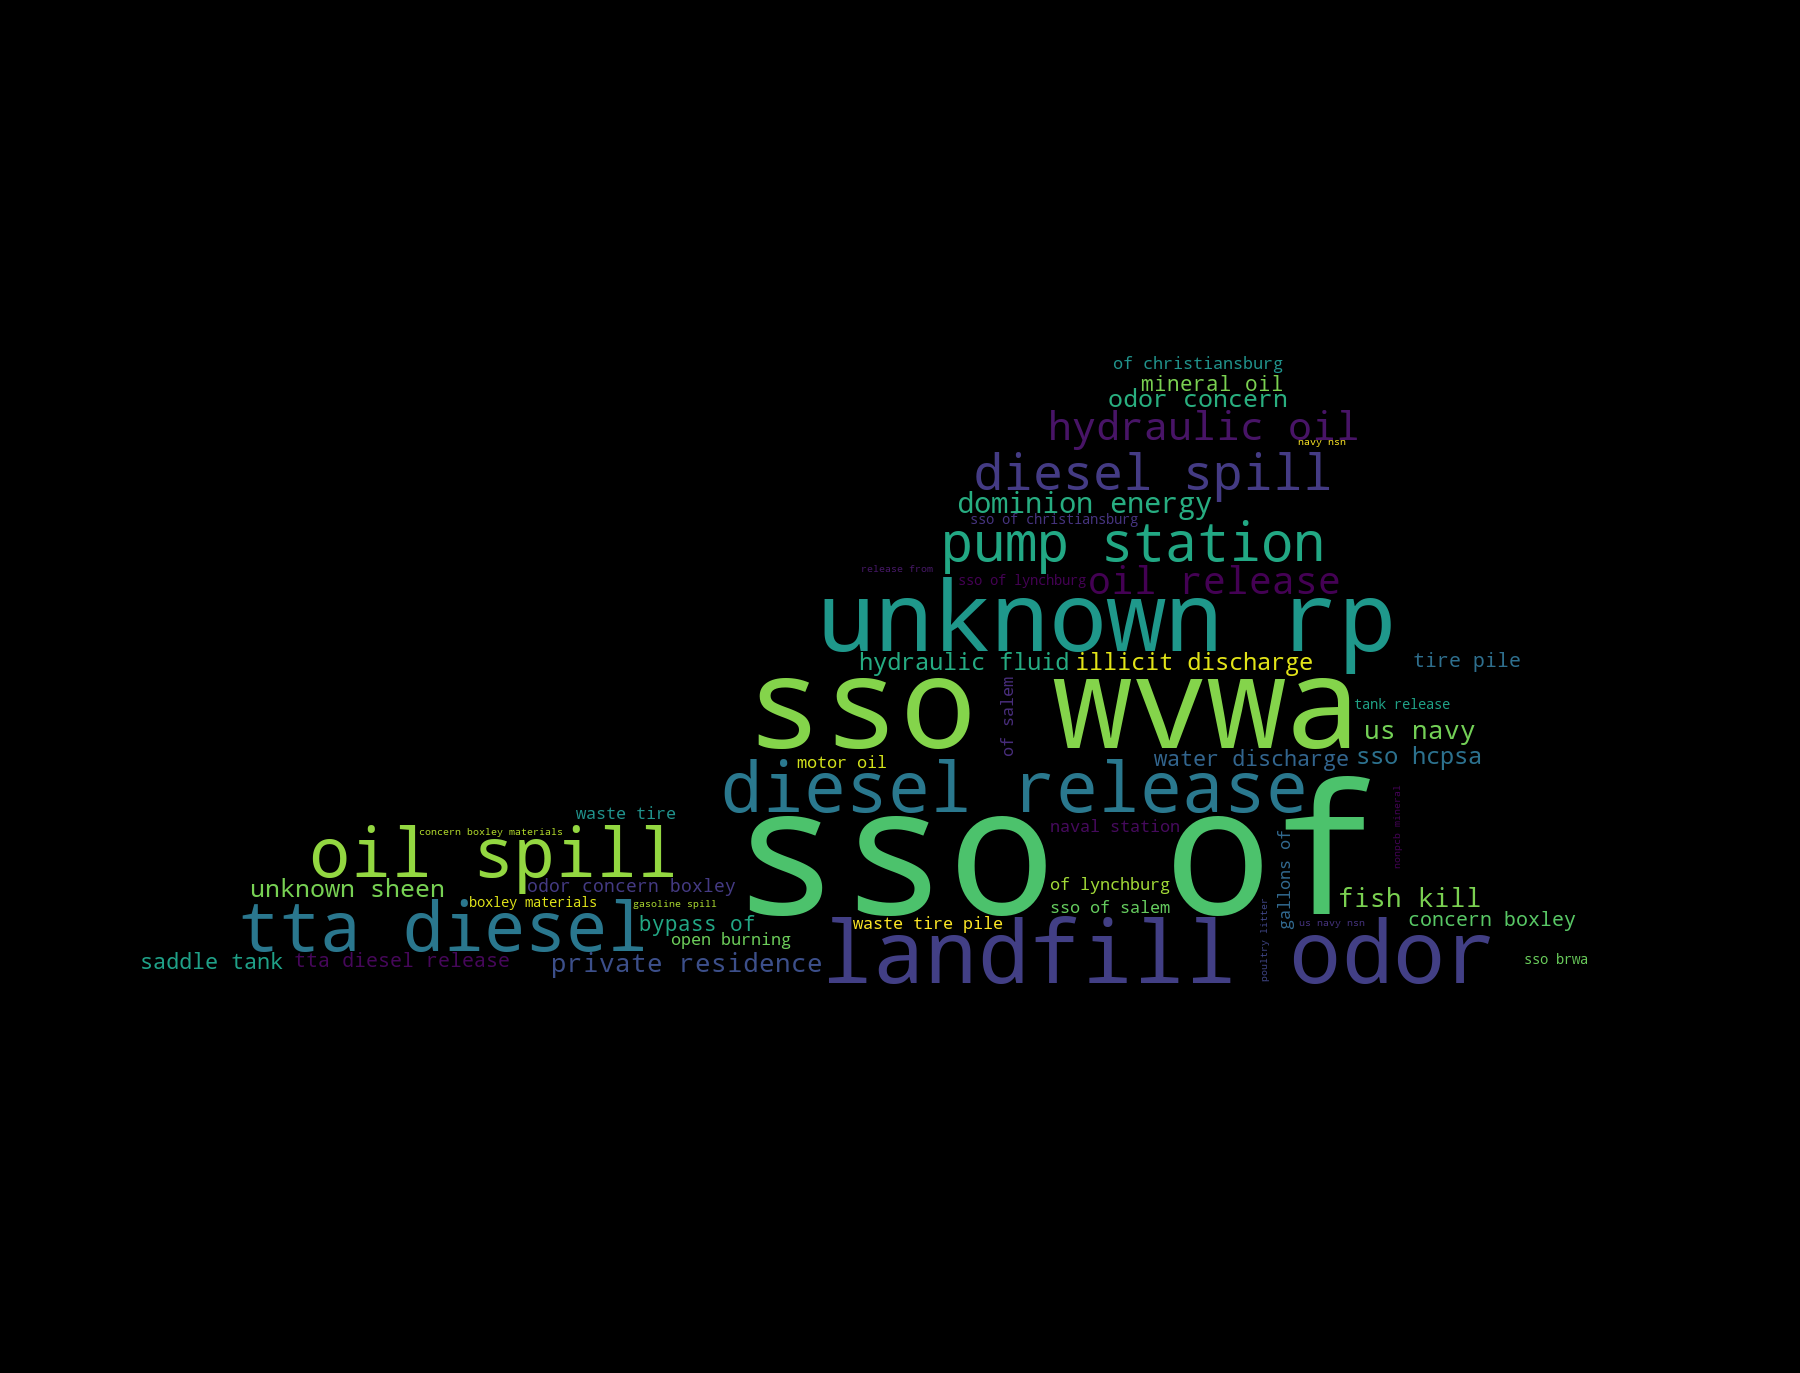 of christiansburg
mineral oil
odor concern
hydraulic oil
navy nsn
diesel spill
dominion energy
sso of christiansburg
pump station
release from
sso of lynchburg
oil release
unknown rp
hydraulic fluid
illicit discharge
tire pile
sso wvwa
of salem
tank release
us navy
motor oil
water discharge
sso hcpsa
diesel release
nonpcb mineral
waste tire
oil spill
concern boxley materials
sso of
naval station
gallons of
unknown sheen
odor concern boxley
of lynchburg
fish kill
tta diesel
boxley materials
gasoline spill
sso of salem
bypass of
waste tire pile
poultry litter
us navy nsn
concern boxley
open burning
landfill odor
saddle tank
tta diesel release
private residence
sso brwa